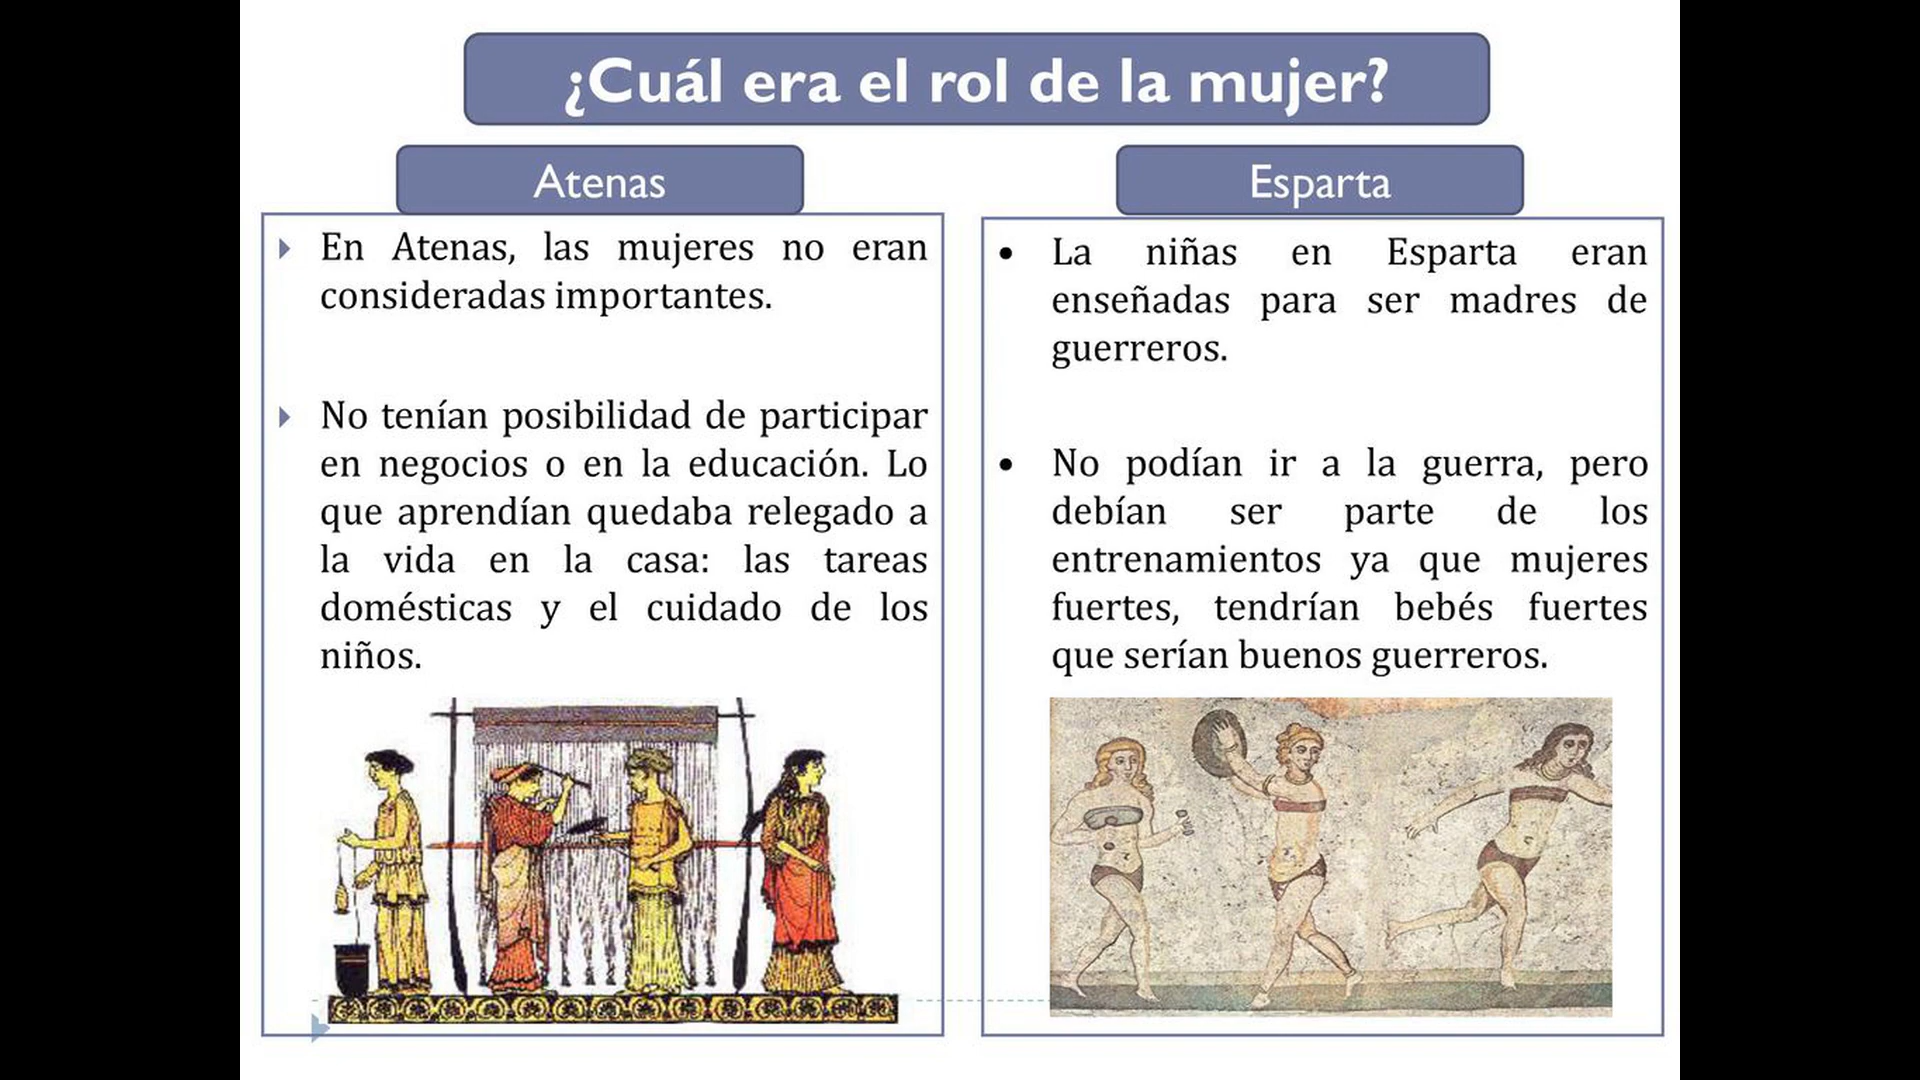 ¿Cuál era el rol de la mujer?
Atenas
En Atenas, las mujeres no eran
consideradas importantes.
No tenían posibilidad de participar
en negocios o en la educación. Lo
que aprendían quedaba relegado a
la vida en la casa: las tareas
domésticas y el cuidado de los
niños.
Esparta
La niñas en Esparta eran
enseñadas para ser madres de
guerreros.
No podían ir a la guerra, pero
debían ser parte de los
entrenamientos ya que mujeres
fuertes, tendrían bebés fuertes
que serían buenos guerreros.